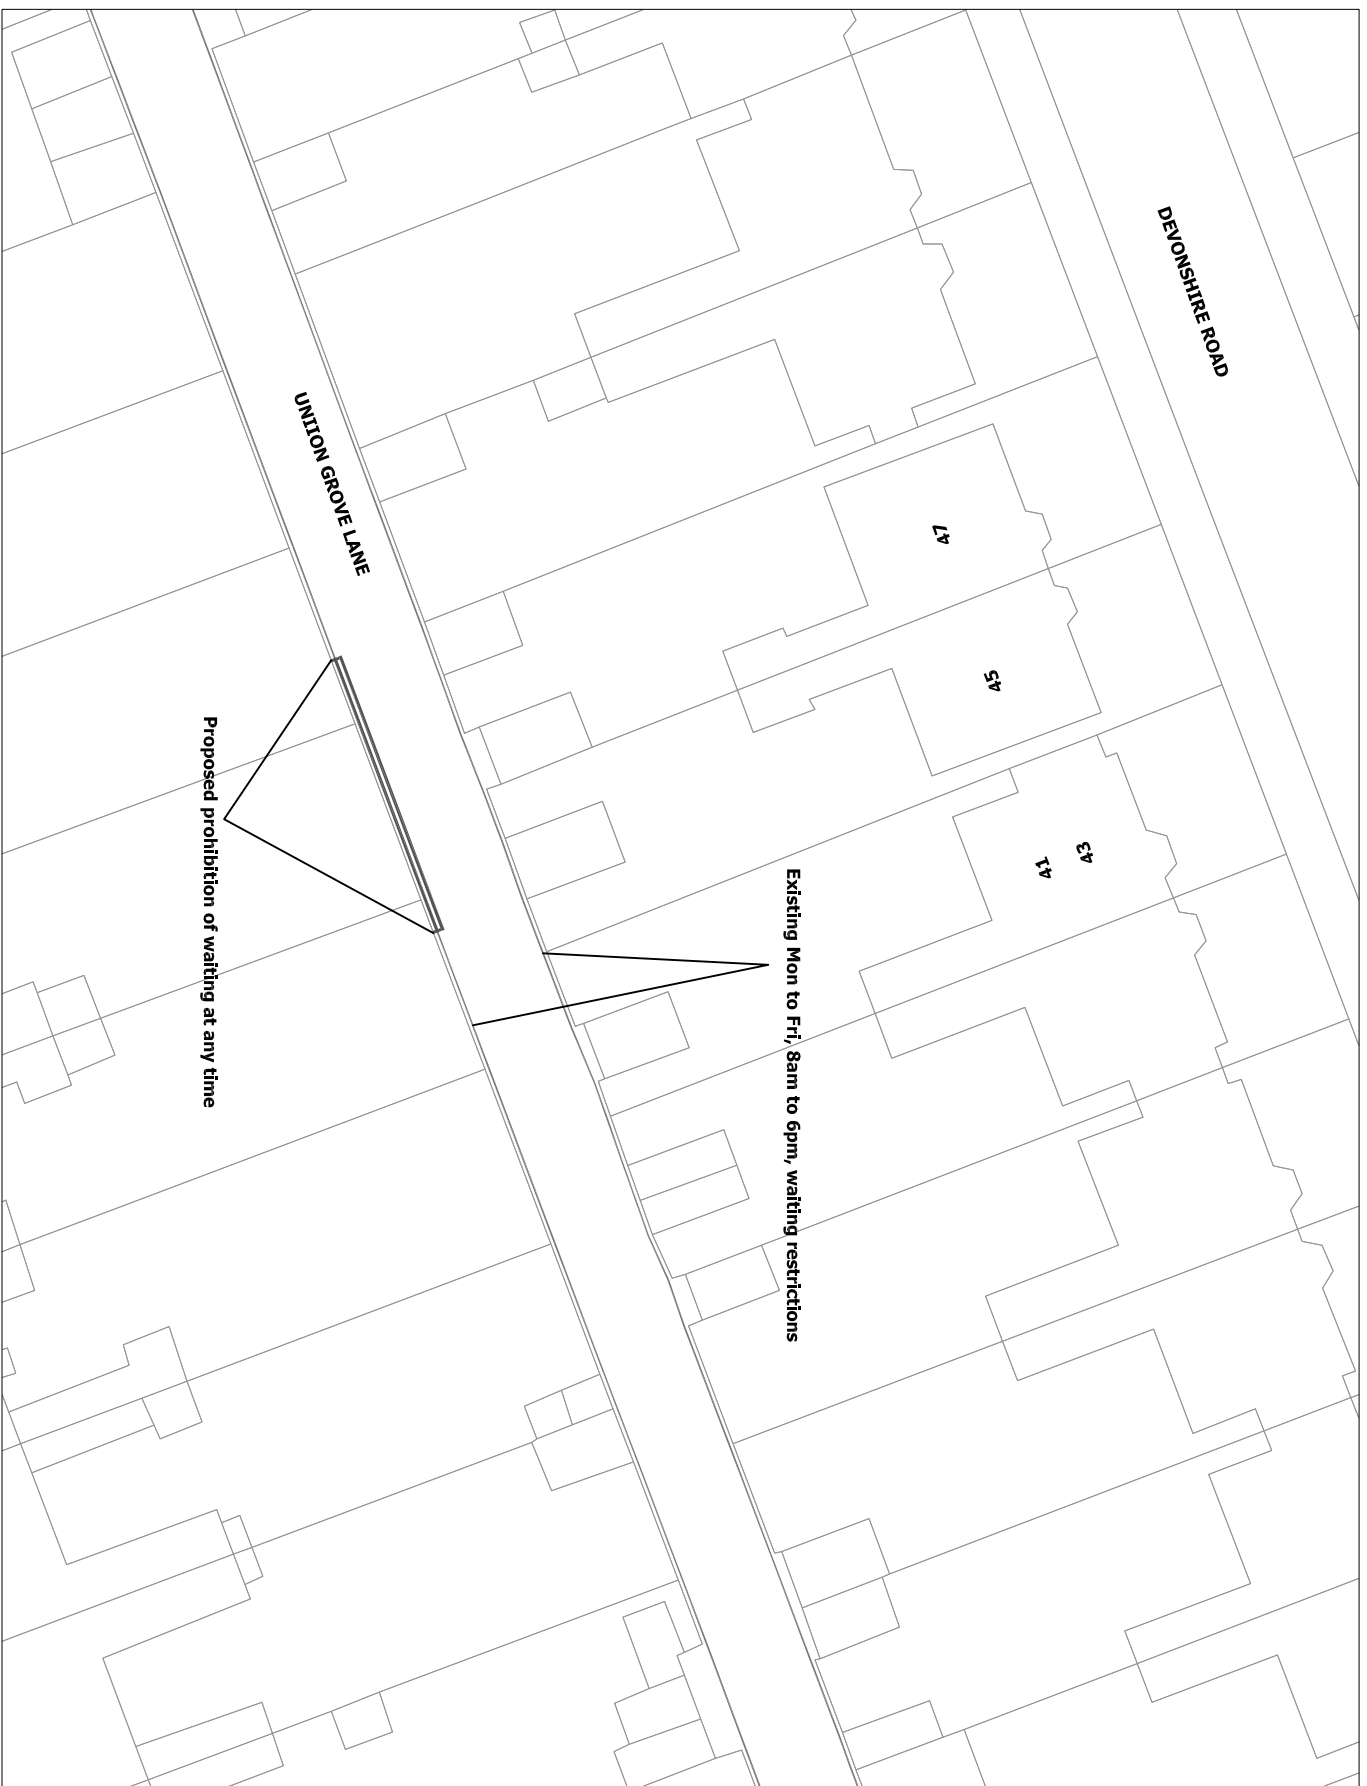 DEVONSHIRE ROAD
UNIION GROVE LANE
47
45
43
41
Existing Mon to Fri, 8am to 6pm, waiting restrictions
Proposed prohibition of waiting at any time